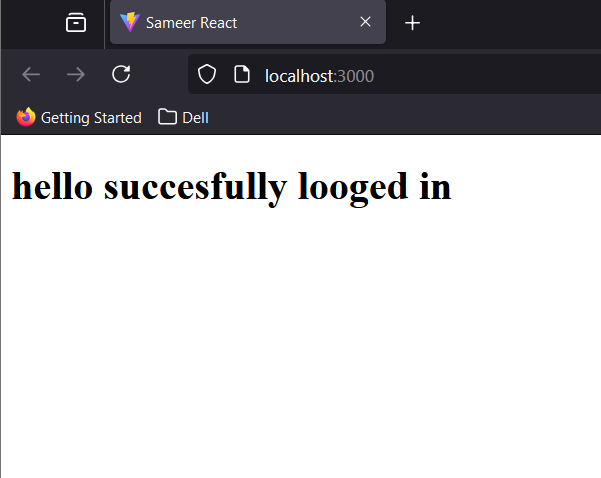 Sameer React
localhost:3000
Getting Started Dell
hello succesfully looged in